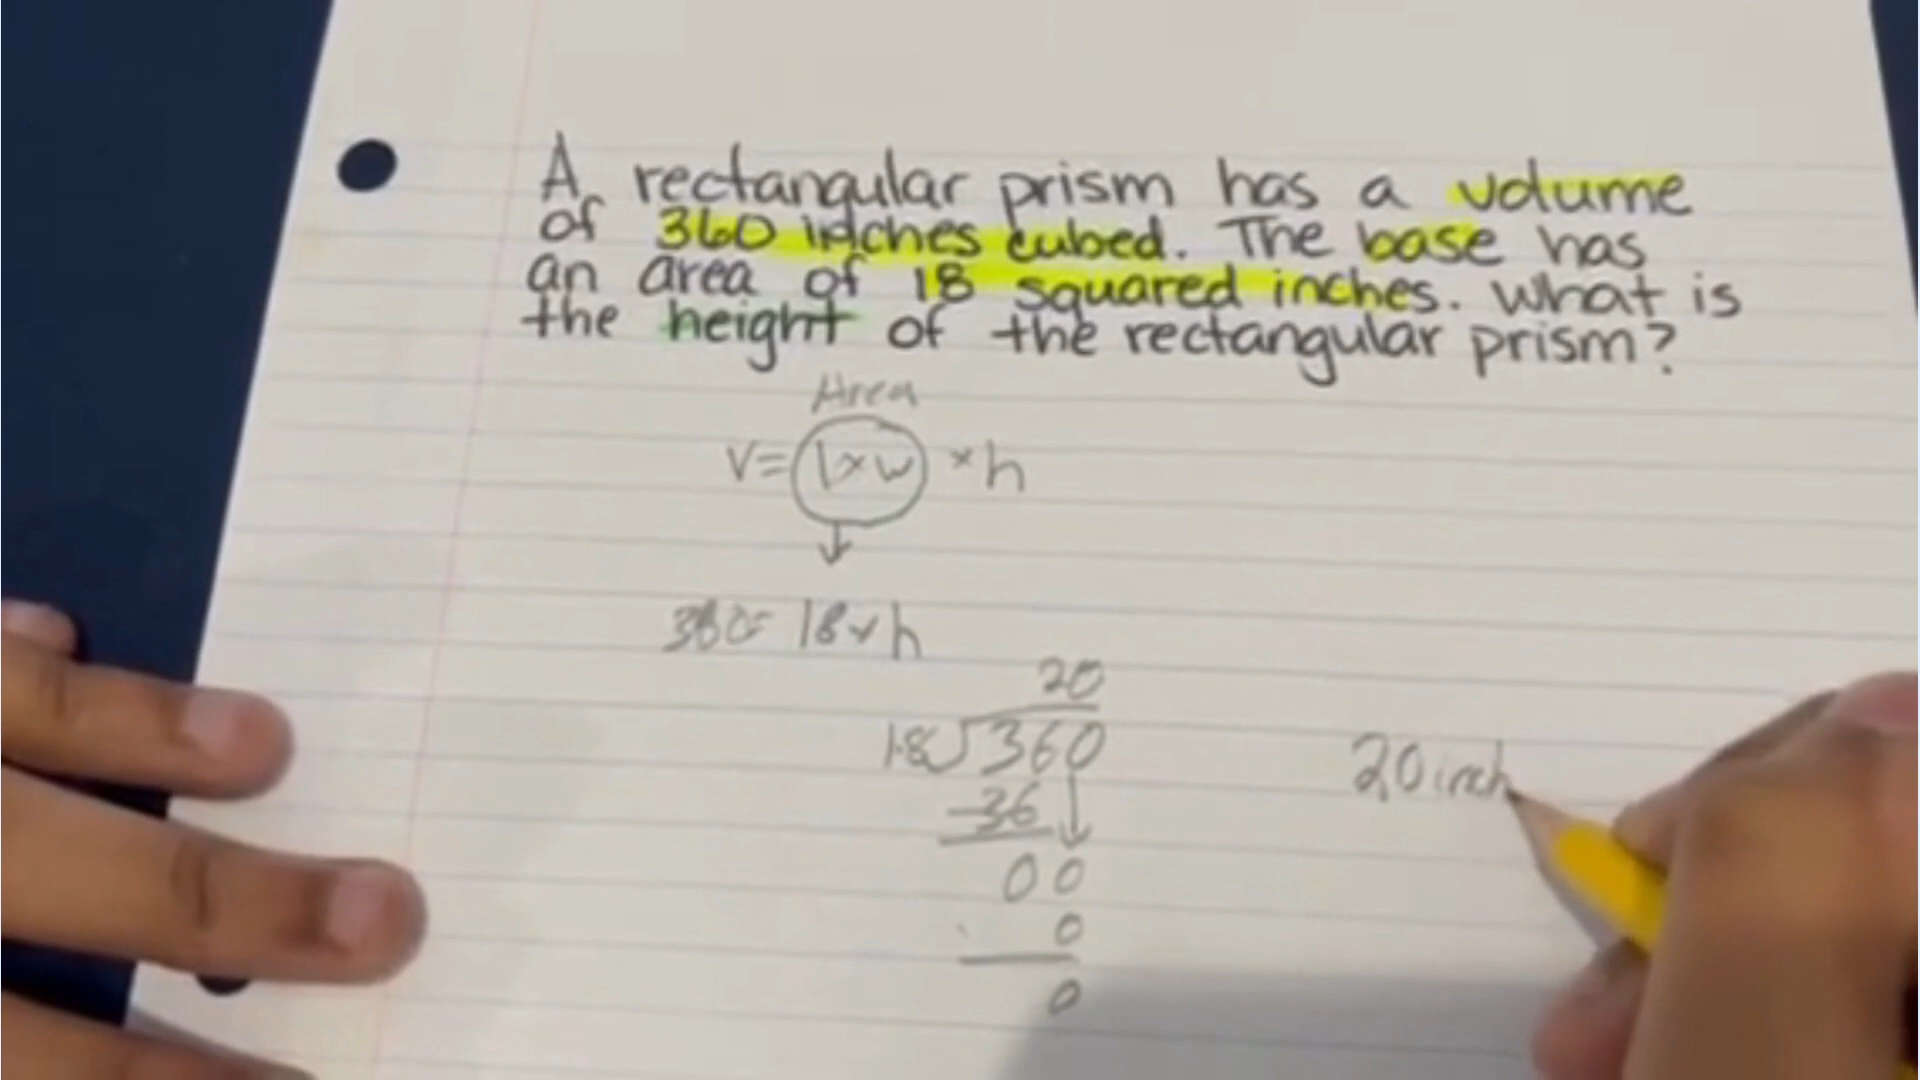 A rectangular prism has a volume
of 360 indches cubed. The base has
an area of 18 squared inches. What is
the height of the rectangular prism?
Area
V= l×w ×h
360= 18×h
20
18 360
-36
00
0
0
20 inch